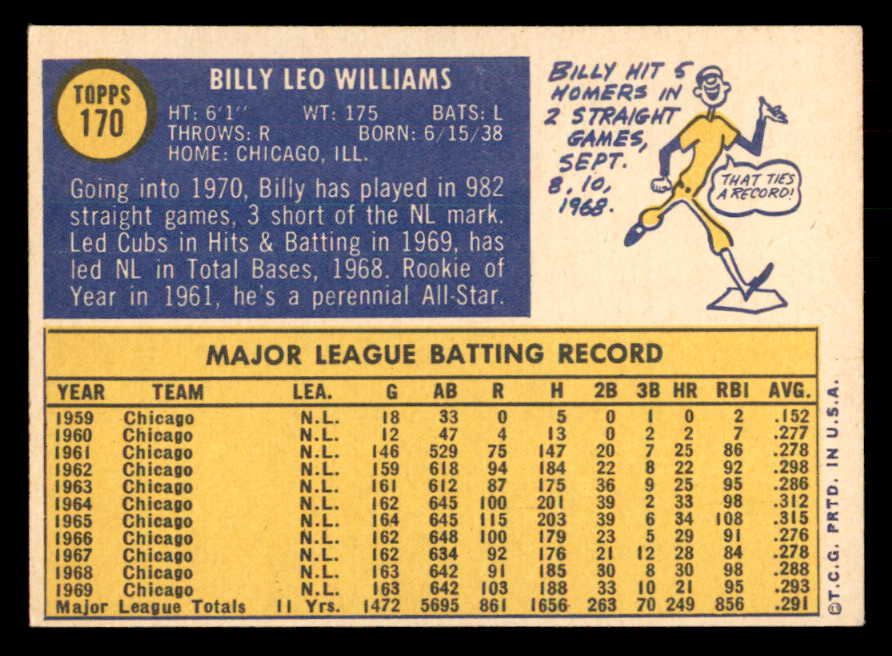 TOPPS
170
BILLY LEO WILLIAMS
HT: 6'1" WT: 175 BATS: L
THROWS: R BORN: 6/15/38
HOME: CHICAGO, ILL.
Going into 1970, Billy has played in 982
straight games, 3 short of the NL mark.
Led Cubs in Hits & Batting in 1969, has
led NL in Total Bases, 1968. Rookie of
Year in 1961, he's a perennial All-Star.
BILLY HIT 5
HOMERS IN
2 STRAIGHT
GAMES,
SEPT.
8, 10,
1968.
THAT TIES
A RECORD!
MAJOR LEAGUE BATTING RECORD
YEAR TEAM LEA. G AB R H 2B 3B HR RBI AVG.
1959 Chicago N.L. 18 33 0 5 0 1 0 2 .152
1960 Chicago N.L. 12 47 4 13 0 2 2 7 .277
1961 Chicago N.L. 146 529 75 147 20 7 25 86 .278
1962 Chicago N.L. 159 618 94 184 22 8 22 92 .298
1963 Chicago N.L. 161 612 87 175 36 9 25 95 .286
1964 Chicago N.L. 162 645 100 201 39 2 33 98 .312
1965 Chicago N.L. 164 645 115 203 39 6 34 108 .315
1966 Chicago N.L. 162 648 100 179 23 5 29 91 .276
1967 Chicago N.L. 162 634 92 176 21 12 28 84 .278
1968 Chicago N.L. 163 642 91 185 30 8 30 98 .288
1969 Chicago N.L. 163 642 103 188 33 10 21 95 .293
Major League Totals 11 Yrs. 1472 5695 861 1656 263 70 249 856 .291
©T.C.G. PRTD. IN U.S.A.